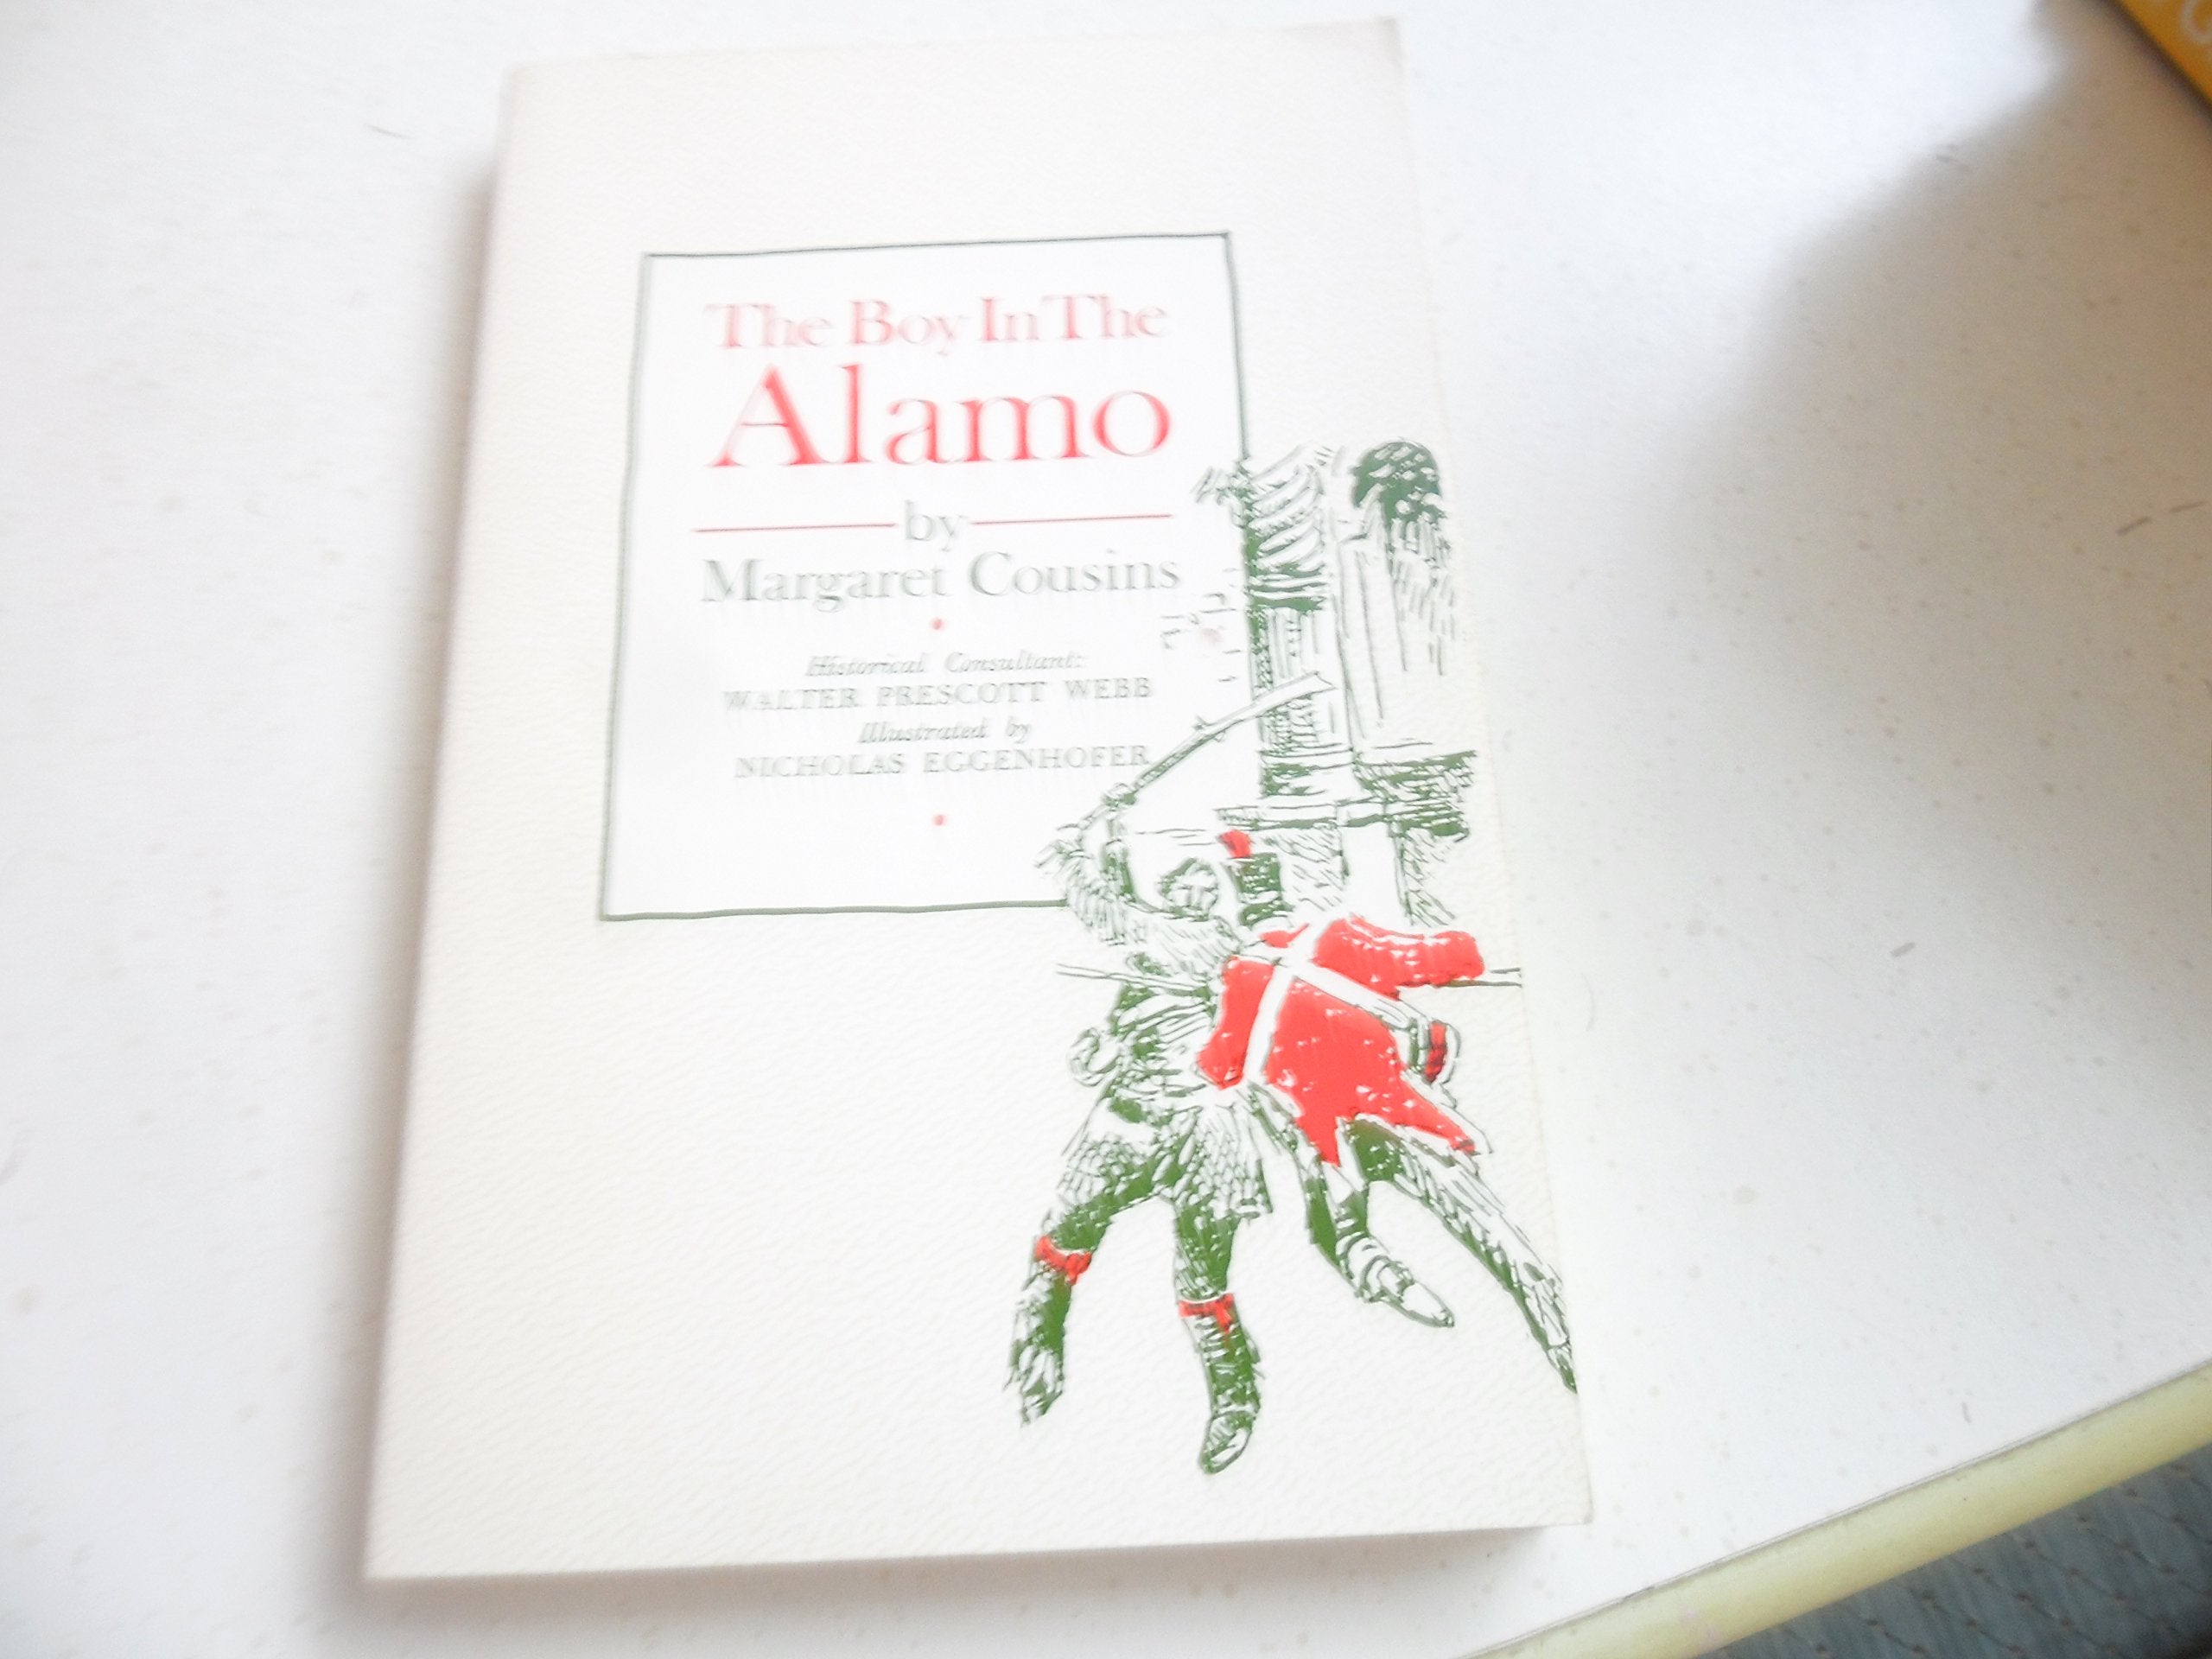 The Boy In The
Alamo
by
Margaret Cousins
Historical Consultant:
WALTER PRESCOTT WEBB
Illustrated by
NICHOLAS EGGENHOFER